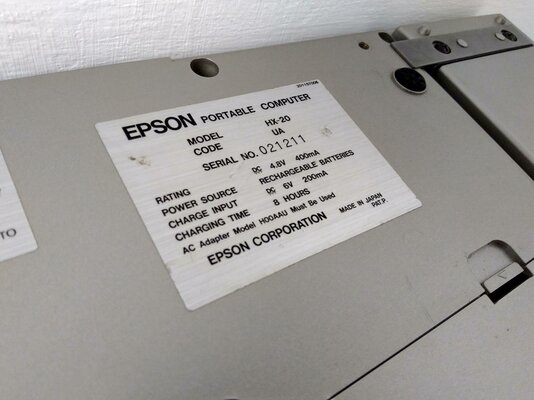 EPSON PORTABLE COMPUTER
MODEL HX-20
CODE UA
SERIAL NO. 021211
RATING DC 4.8V 400mA
POWER SOURCE RECHARGEABLE BATTERIES
CHARGE INPUT DC 6V 200mA
CHARGING TIME 8 HOURS
AC Adapter Model H00AAU Must Be Used
EPSON CORPORATION MADE IN JAPAN
PAT.P.
TO